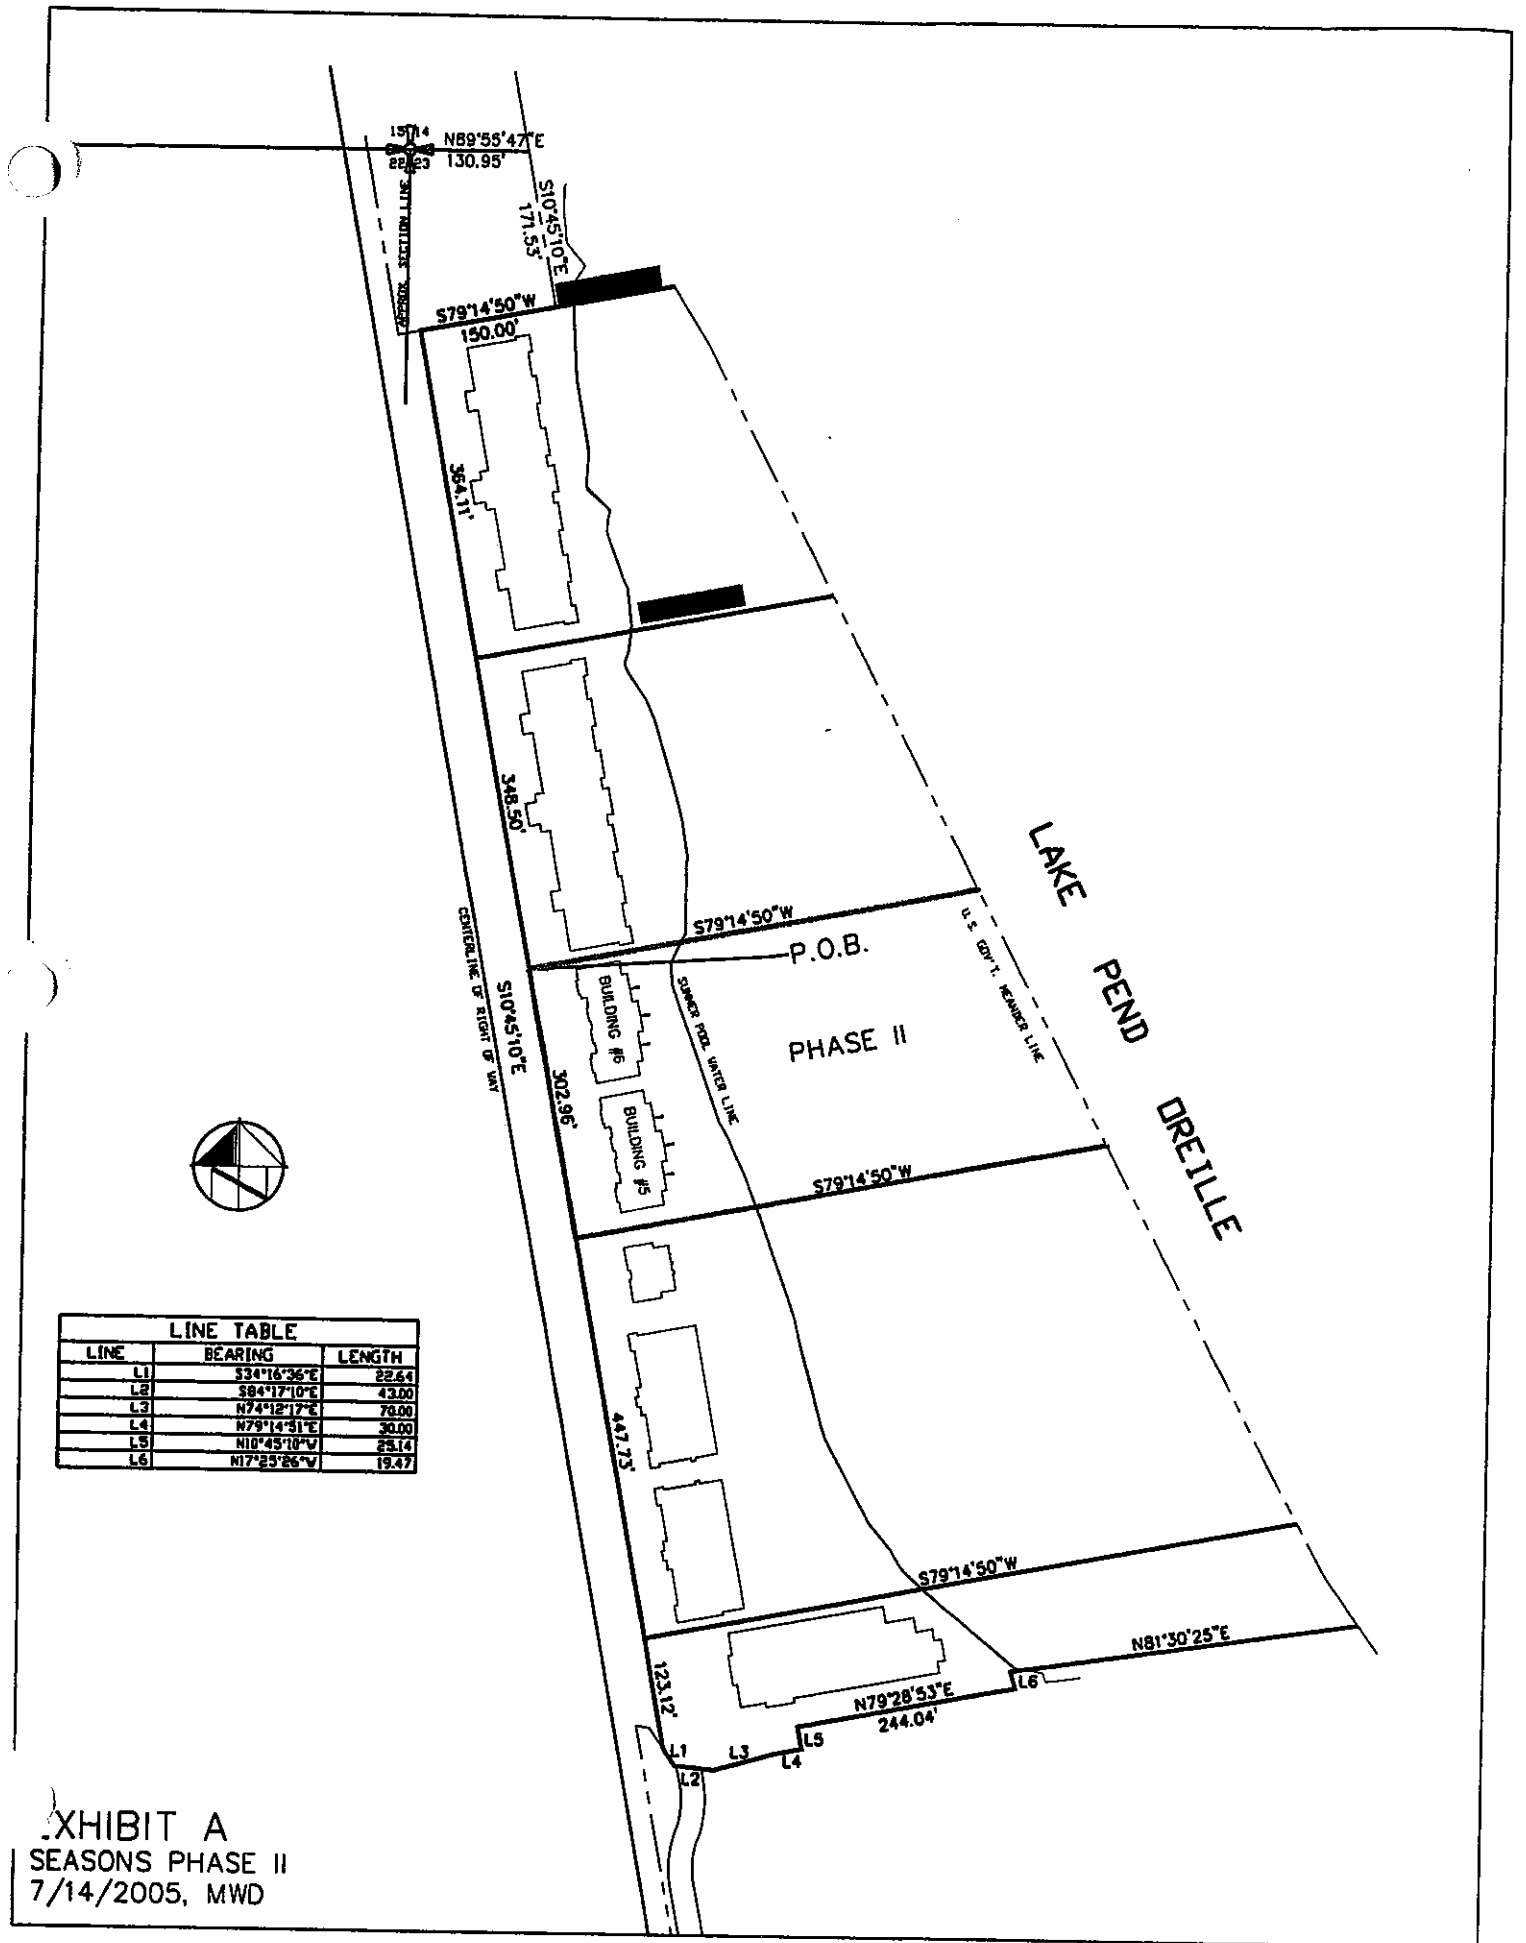 15 14
22 23
N89°55'47"E
130.95'
APPROX. SECTION LINE
S10°45'10"E
171.53'
S79°14'50"W
150.00'
364.11'
348.50'
LAKE PEND OREILLE
S79°14'50"W
P.O.B.
U.S. GOV'T. MEANDER LINE
CENTERLINE OF RIGHT OF WAY
S10°45'10"E
BUILDING #6
SUMMER POOL WATER LINE
PHASE II
302.96'
BUILDING #5
S79°14'50"W
LINE TABLE
LINE BEARING LENGTH
L1 S34°16'36"E 22.64
L2 S84°17'10"E 43.00
L3 N74°12'17"E 70.00
L4 N79°14'51"E 30.00
L5 N10°45'10"W 25.14
L6 N17°25'26"W 19.47
447.73'
S79°14'50"W
N81°30'25"E
123.12'
L6
N79°28'53"E
244.04'
L5
L1
L3
L4
L2
XHIBIT A
SEASONS PHASE II
7/14/2005, MWD